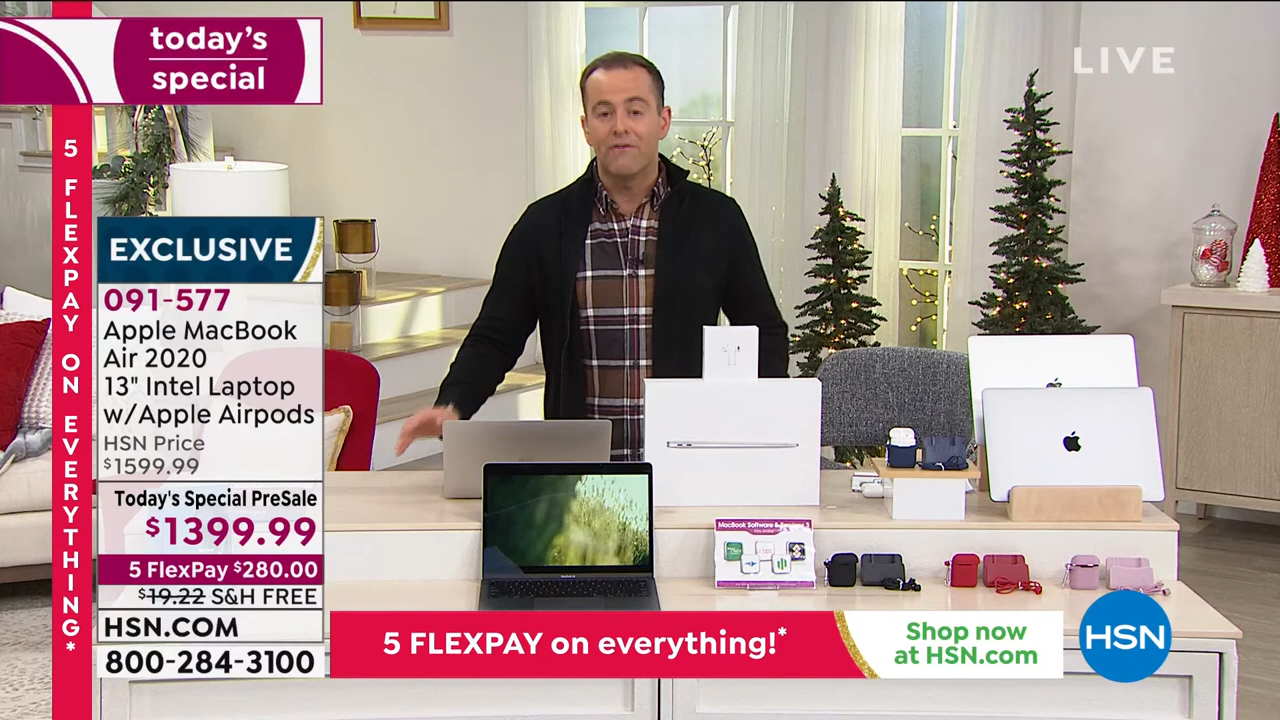 today's
special
LIVE
5 FLEXPAY ON EVERYTHING!*
EXCLUSIVE
091-577
Apple MacBook
Air 2020
13" Intel Laptop
w/Apple Airpods
HSN Price
$1599.99
Today's Special PreSale
$1399.99
5 FlexPay $280.00
$19.22 S&H FREE
HSN.COM
800-284-3100
MacBook Software &
5 FLEXPAY on everything!*
Shop now
at HSN.com
HSN